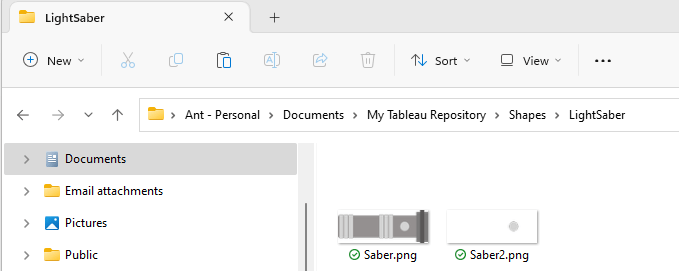 LightSaber
New
Sort
View
Ant - Personal Documents My Tableau Repository Shapes LightSaber
Documents
Email attachments
Pictures
Public
Saber.png
Saber2.png